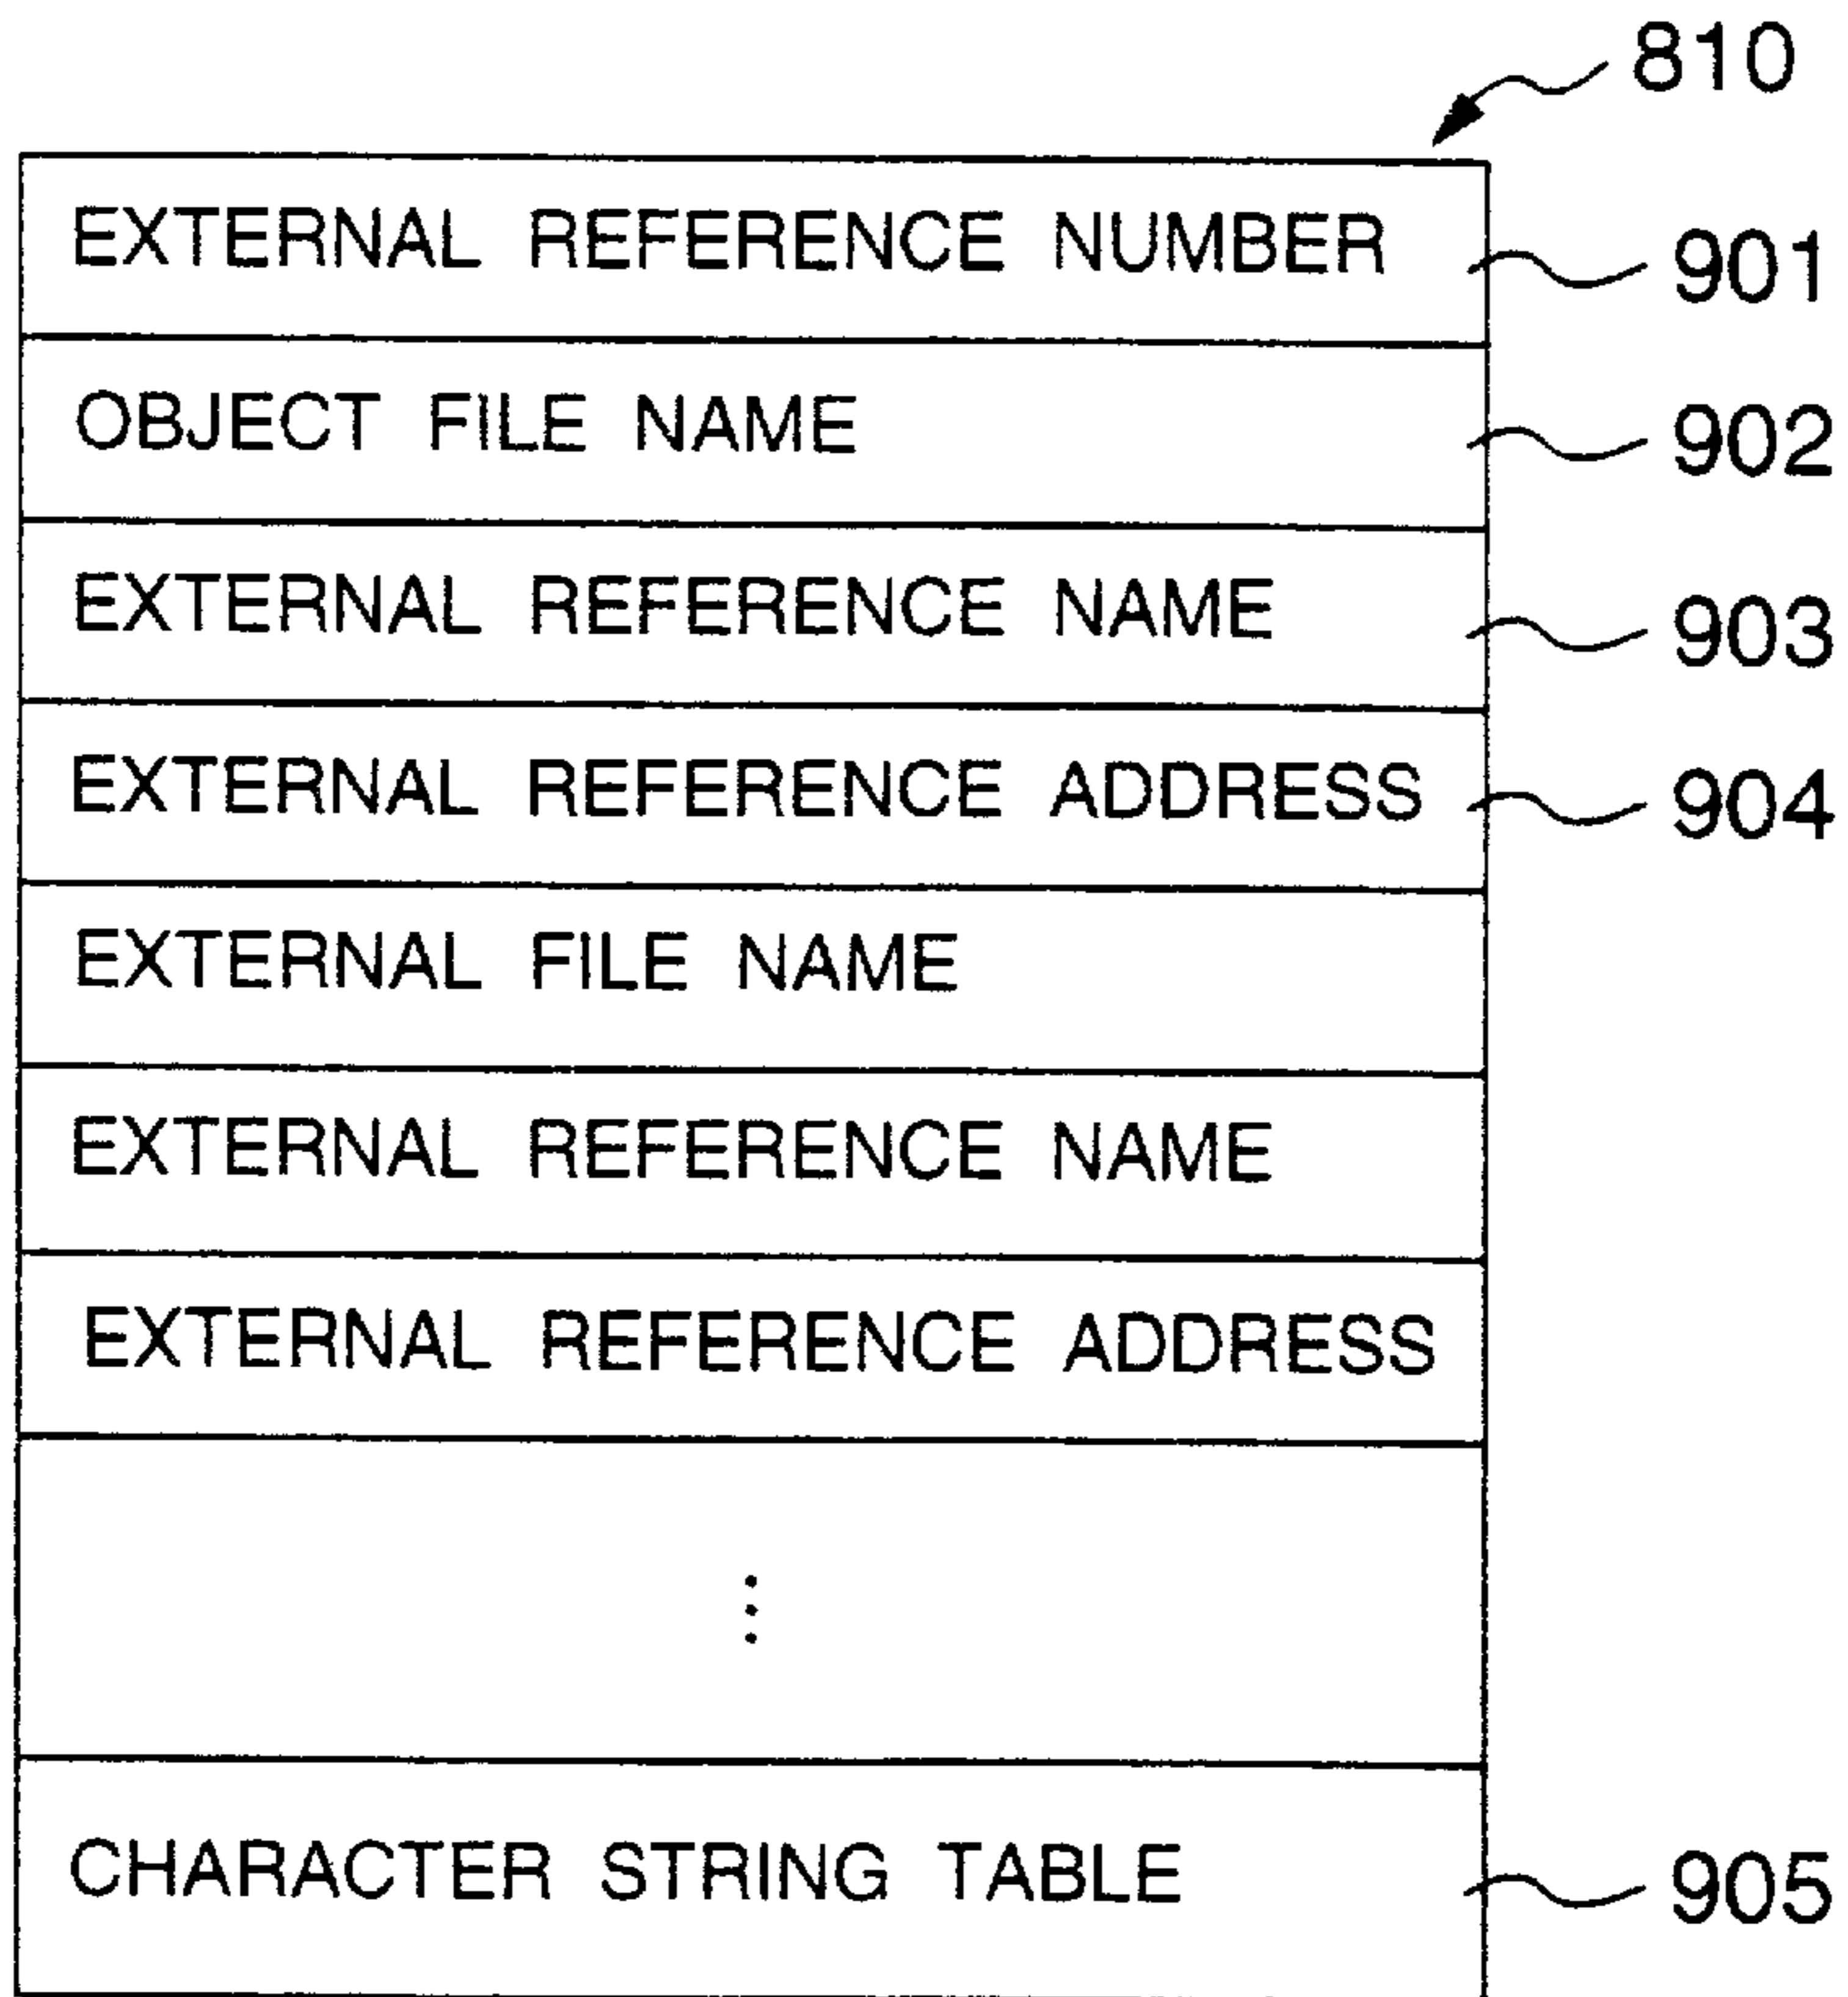 810
EXTERNAL REFERENCE NUMBER 901
OBJECT FILE NAME 902
EXTERNAL REFERENCE NAME 903
EXTERNAL REFERENCE ADDRESS 904
EXTERNAL FILE NAME
EXTERNAL REFERENCE NAME
EXTERNAL REFERENCE ADDRESS
⋮
CHARACTER STRING TABLE 905